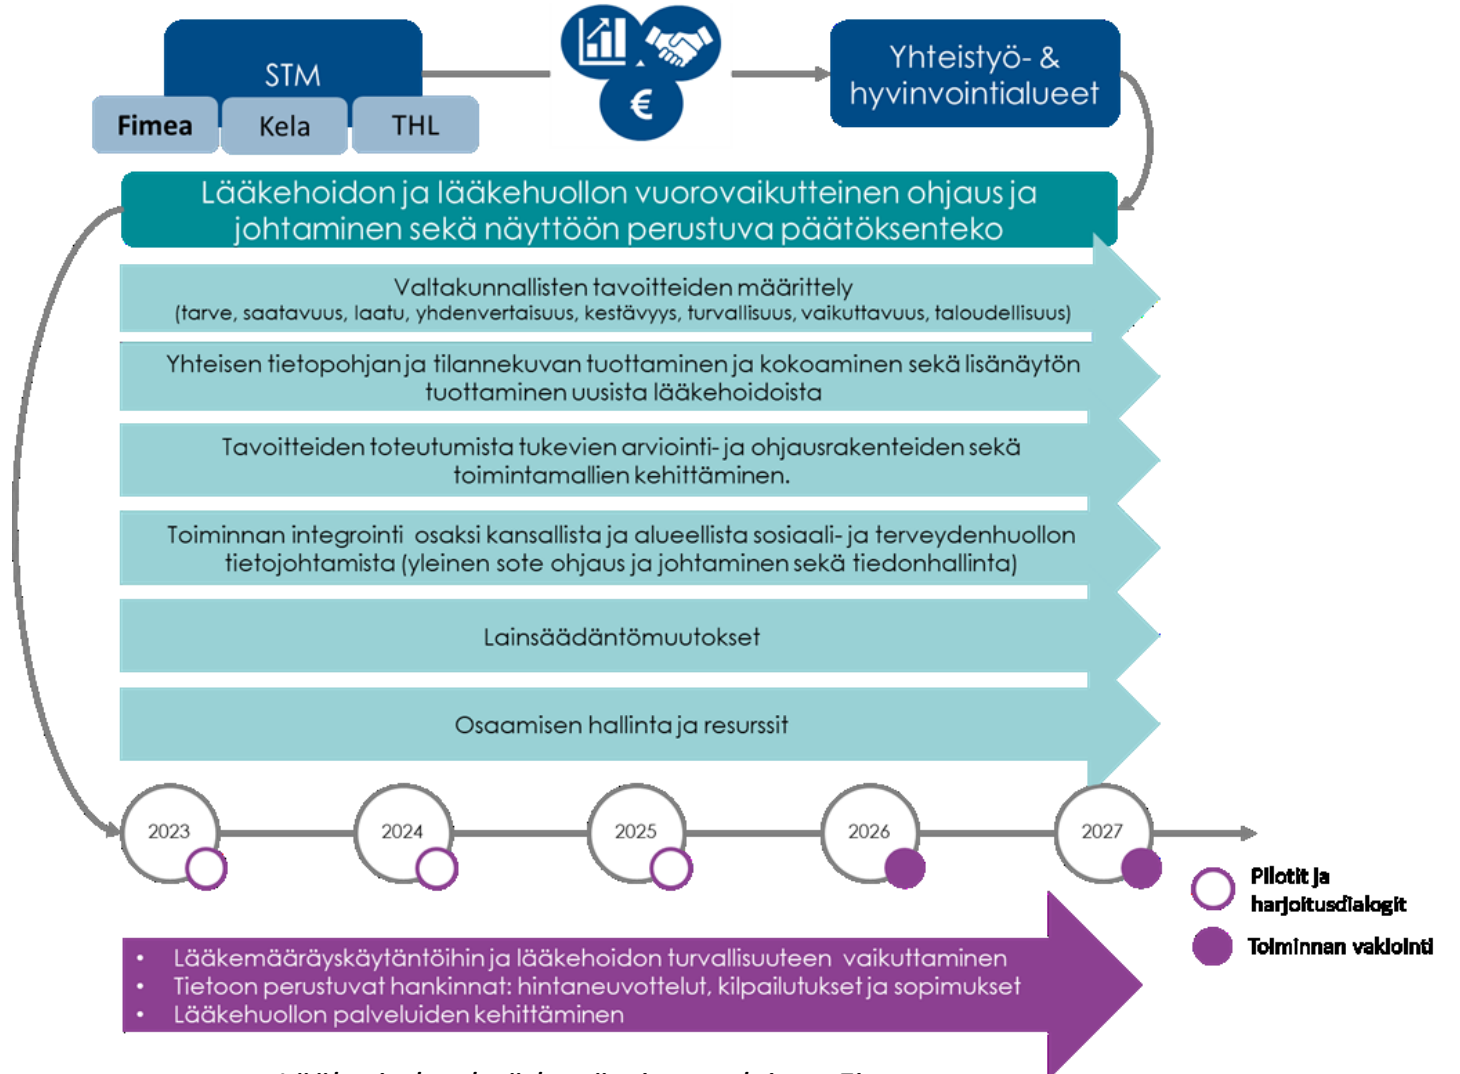 STM
Fimea
Kela
THL
€
Yhteistyö- &
hyvinvointialueet
Lääkehoidon ja lääkehuollon vuorovaikutteinen ohjaus ja
johtaminen sekä näyttöön perustuva päätöksenteko
Valtakunnallisten tavoitteiden määrittely
(tarve, saatavuus, laatu, yhdenvertaisuus, kestävyys, turvallisuus, vaikuttavuus, taloudellisuus)
Yhteisen tietopohjan ja tilannekuvan tuottaminen ja kokoaminen sekä lisänäytön
tuottaminen uusista lääkehoidoista
Tavoitteiden toteutumista tukevien arviointi- ja ohjausrakenteiden sekä
toimintamallien kehittäminen.
Toiminnan integrointi osaksi kansallista ja alueellista sosiaali- ja terveydenhuollon
tietojohtamista (yleinen sote ohjaus ja johtaminen sekä tiedonhallinta)
Lainsäädäntömuutokset
Osaamisen hallinta ja resurssit
2023
2024
2025
2026
2027
Pilotit ja
harjoitusdialogit
Toiminnan vakiointi
• Lääkemääräyskäytäntöihin ja lääkehoidon turvallisuuteen vaikuttaminen
• Tietoon perustuvat hankinnat: hintaneuvottelut, kilpailutukset ja sopimukset
• Lääkehuollon palveluiden kehittäminen